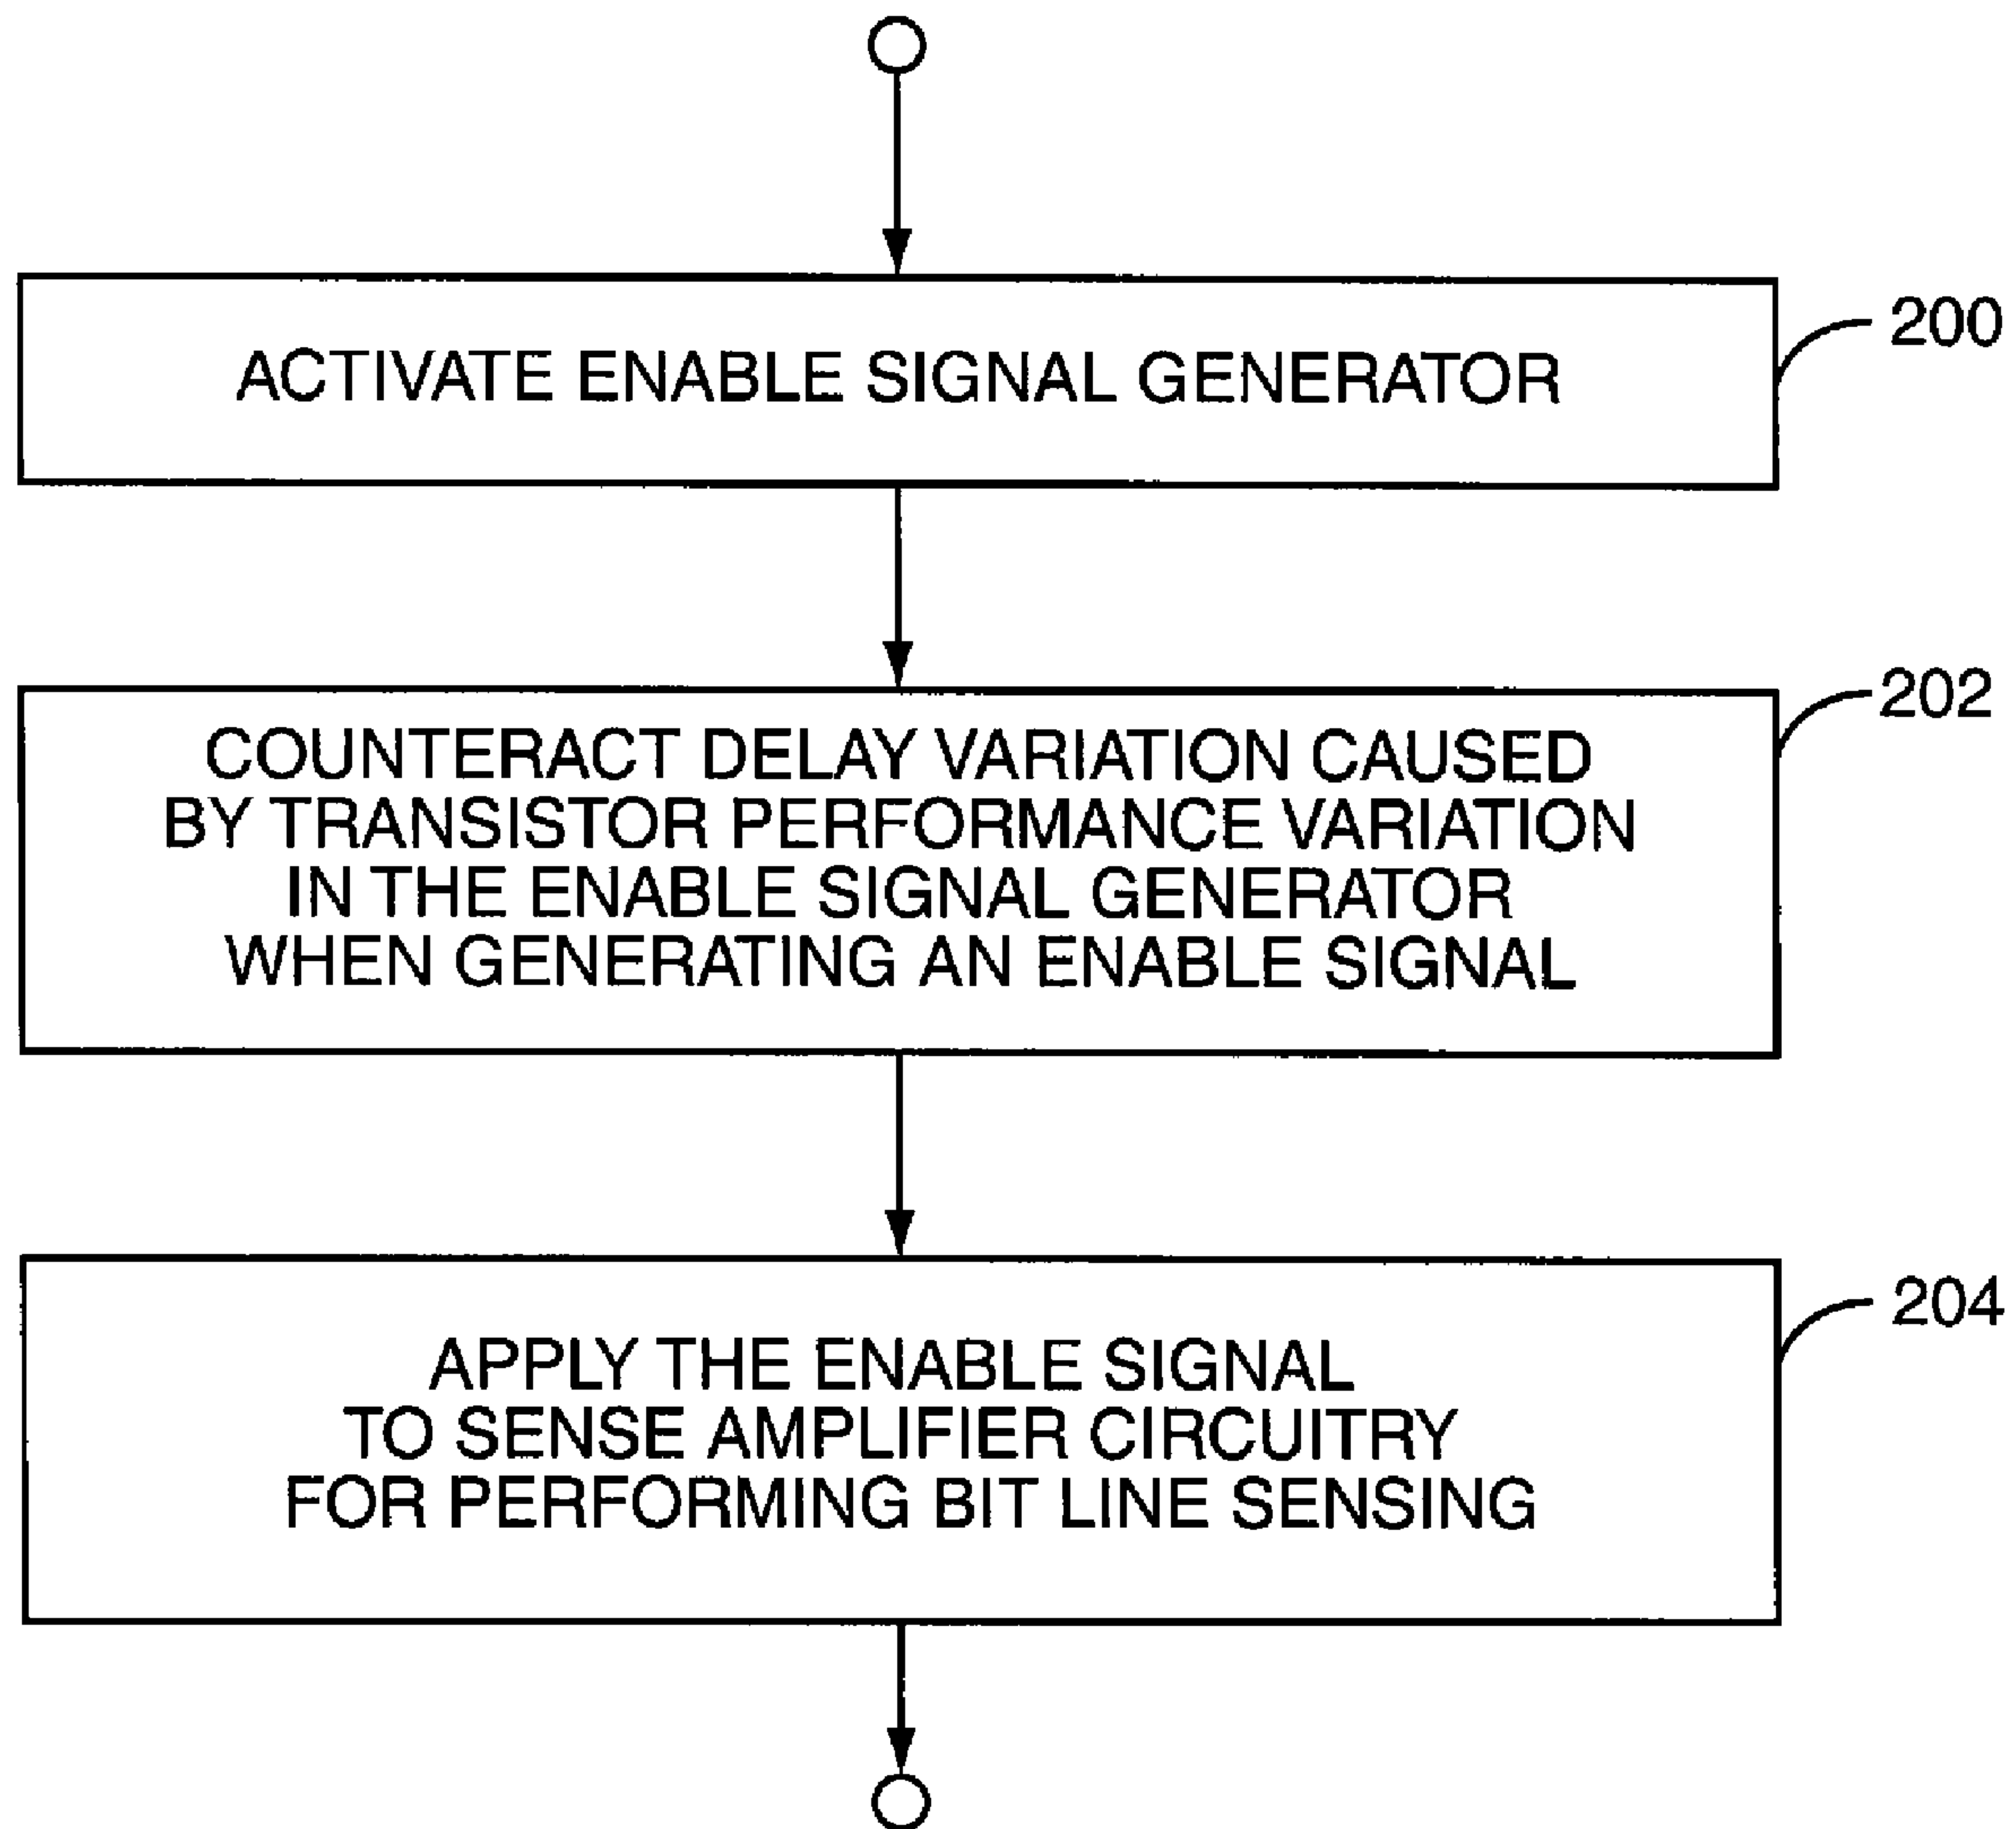 ACTIVATE ENABLE SIGNAL GENERATOR
200
COUNTERACT DELAY VARIATION CAUSED
BY TRANSISTOR PERFORMANCE VARIATION
IN THE ENABLE SIGNAL GENERATOR
WHEN GENERATING AN ENABLE SIGNAL
202
APPLY THE ENABLE SIGNAL
TO SENSE AMPLIFIER CIRCUITRY
FOR PERFORMING BIT LINE SENSING
204